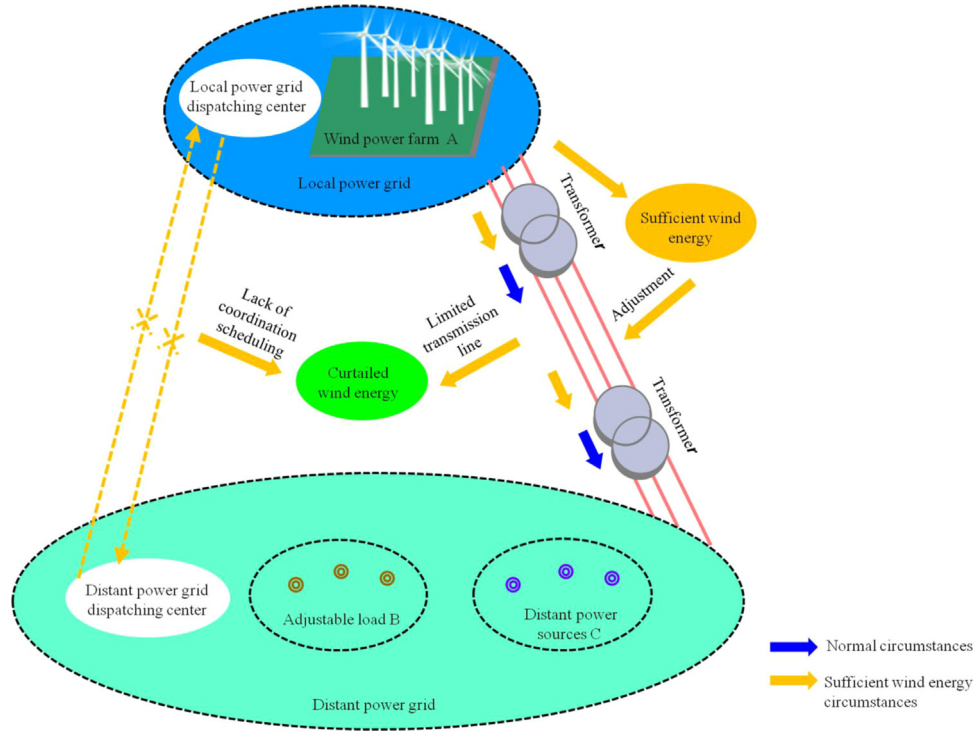 Local power grid
dispatching center
Wind power farm A
Local power grid
Transformer
Sufficient wind
energy
Adjustment
Lack of
coordination
scheduling
Limited
transmission
line
Curtailed
wind energy
Transformer
Distant power grid
dispatching center
Adjustable load B
Distant power
sources C
Distant power grid
Normal circumstances
Sufficient wind energy
circumstances